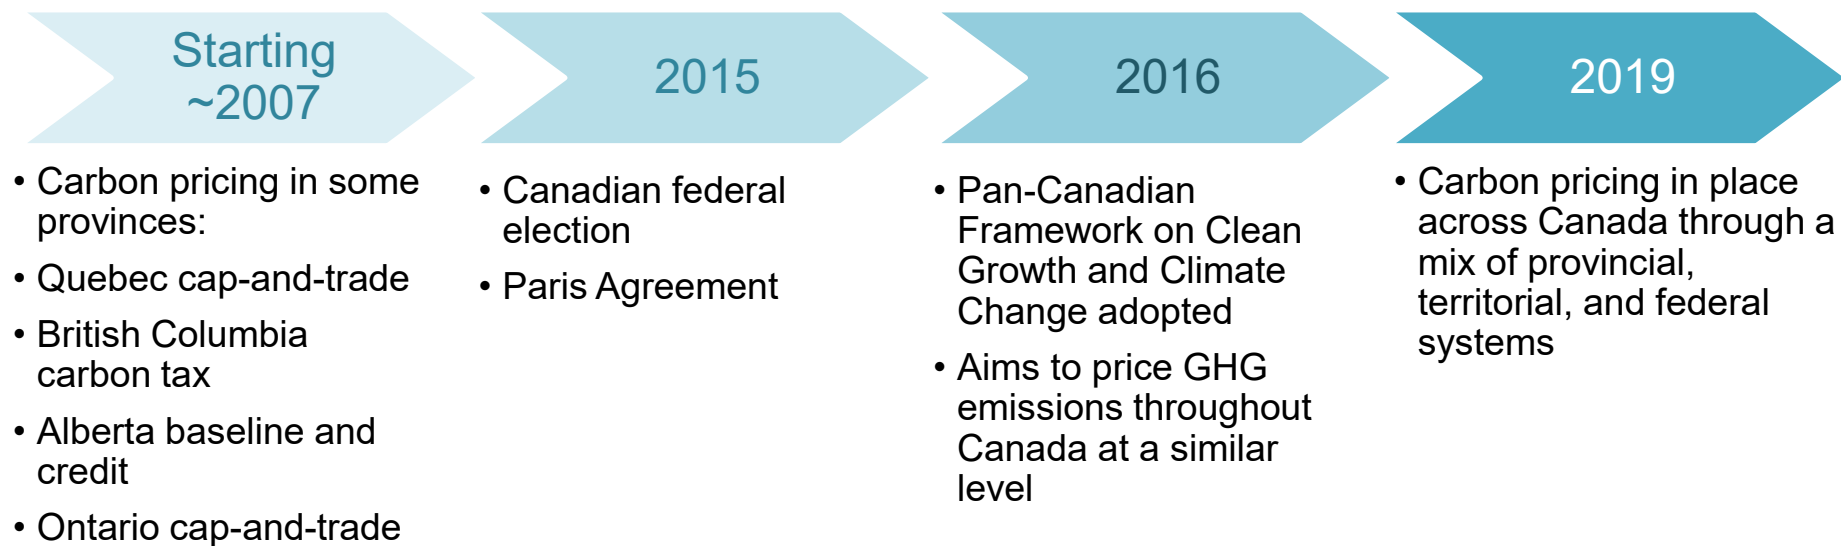 Starting
~2007
• Carbon pricing in some
provinces:
• Quebec cap-and-trade
• British Columbia
carbon tax
• Alberta baseline and
credit
• Ontario cap-and-trade
2015
• Canadian federal
election
• Paris Agreement
2016
• Pan-Canadian
Framework on Clean
Growth and Climate
Change adopted
• Aims to price GHG
emissions throughout
Canada at a similar
level
2019
• Carbon pricing in place
across Canada through a
mix of provincial,
territorial, and federal
systems